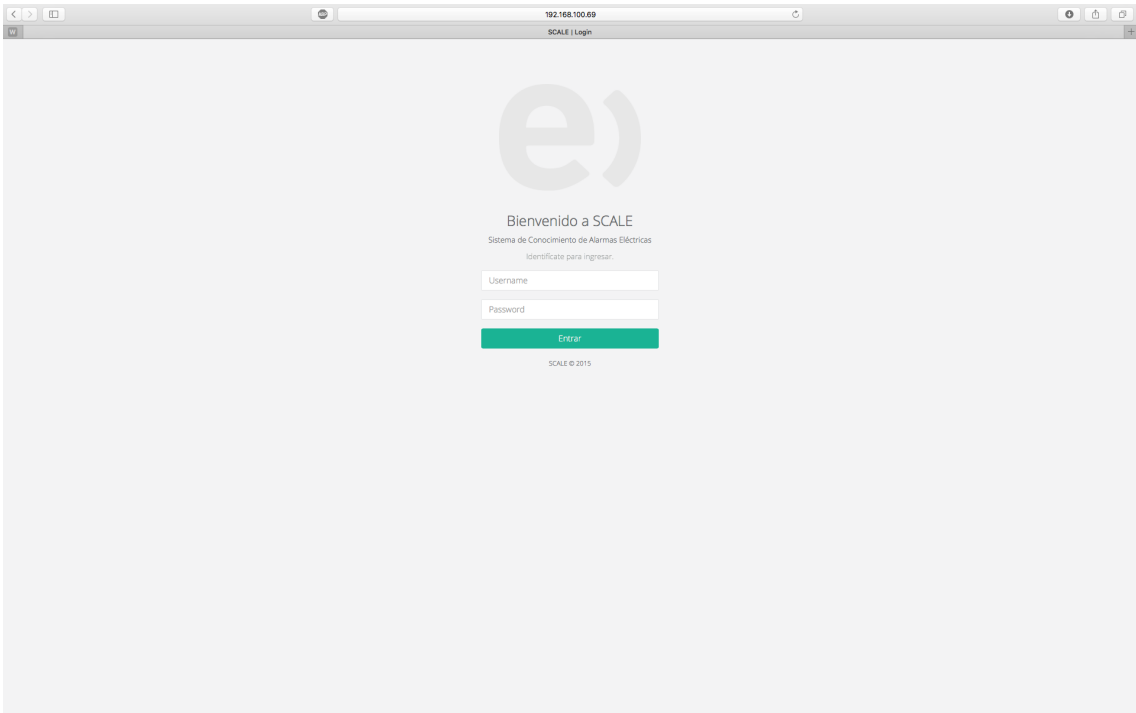 192.168.100.69
W
SCALE | Login
e)
Bienvenido a SCALE
Sistema de Conocimiento de Alarmas Eléctricas
Identifícate para ingresar.
Username
Password
Entrar
SCALE © 2015